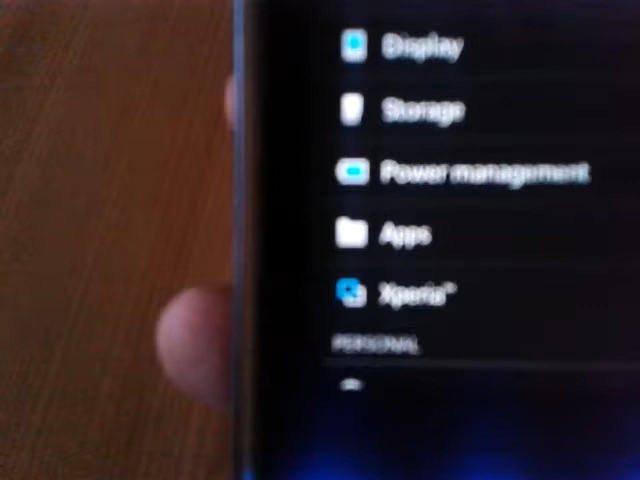 Display
Storage
Power management
Apps
Xperia™
PERSONAL